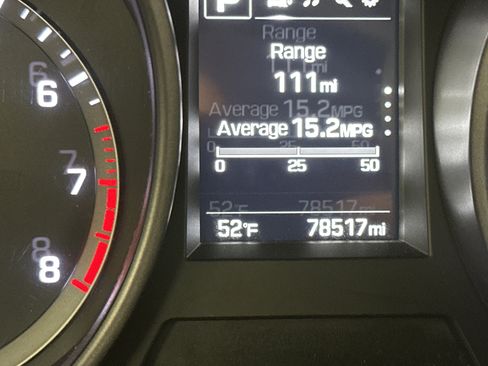 P
Range
111mi
Average 15.2MPG
0 25 50
52°F 78517mi
6
7
8